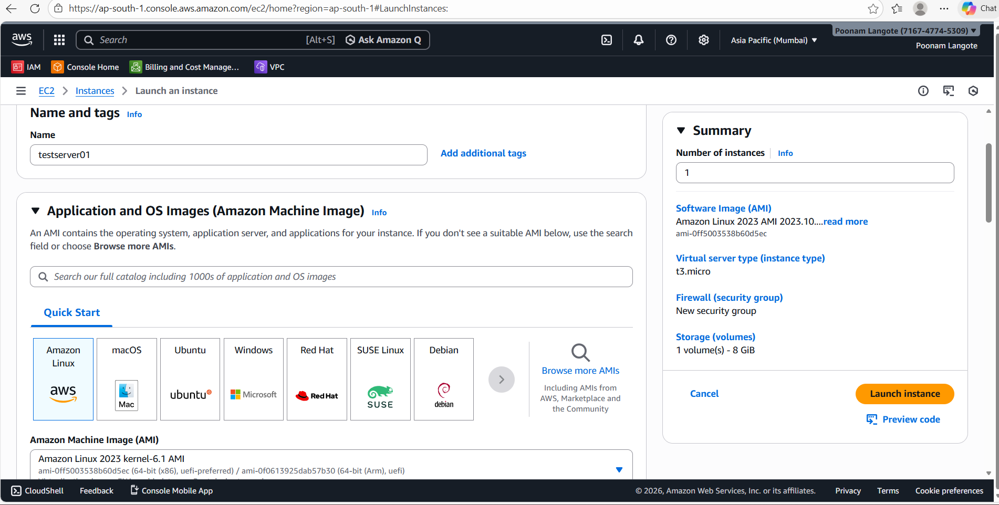 https://ap-south-1.console.aws.amazon.com/ec2/home?region=ap-south-1#LaunchInstances:
Chat
aws
Search
[Alt+S]
Ask Amazon Q
Asia Pacific (Mumbai)
Poonam Langote (7167-4774-5309)
Poonam Langote
IAM
Console Home
Billing and Cost Manage...
VPC
EC2
Instances
Launch an instance
Name and tags Info
Name
testserver01
Add additional tags
Application and OS Images (Amazon Machine Image) Info
An AMI contains the operating system, application server, and applications for your instance. If you don't see a suitable AMI below, use the search
field or choose Browse more AMIs.
Search our full catalog including 1000s of application and OS images
Quick Start
Amazon
Linux
aws
macOS
Mac
Ubuntu
ubuntu
Windows
Microsoft
Red Hat
Red Hat
SUSE Linux
SUSE
Debian
debian
Browse more AMIs
Including AMIs from
AWS, Marketplace and
the Community
Amazon Machine Image (AMI)
Amazon Linux 2023 kernel-6.1 AMI
ami-0ff5003538b60d5ec (64-bit (x86), uefi-preferred) / ami-0f0613925dab57b30 (64-bit (Arm), uefi)
Summary
Number of instances
Info
1
Software Image (AMI)
Amazon Linux 2023 AMI 2023.10....read more
ami-0ff5003538b60d5ec
Virtual server type (instance type)
t3.micro
Firewall (security group)
New security group
Storage (volumes)
1 volume(s) - 8 GiB
Cancel
Launch instance
Preview code
CloudShell
Feedback
Console Mobile App
© 2026, Amazon Web Services, Inc. or its affiliates.
Privacy
Terms
Cookie preferences